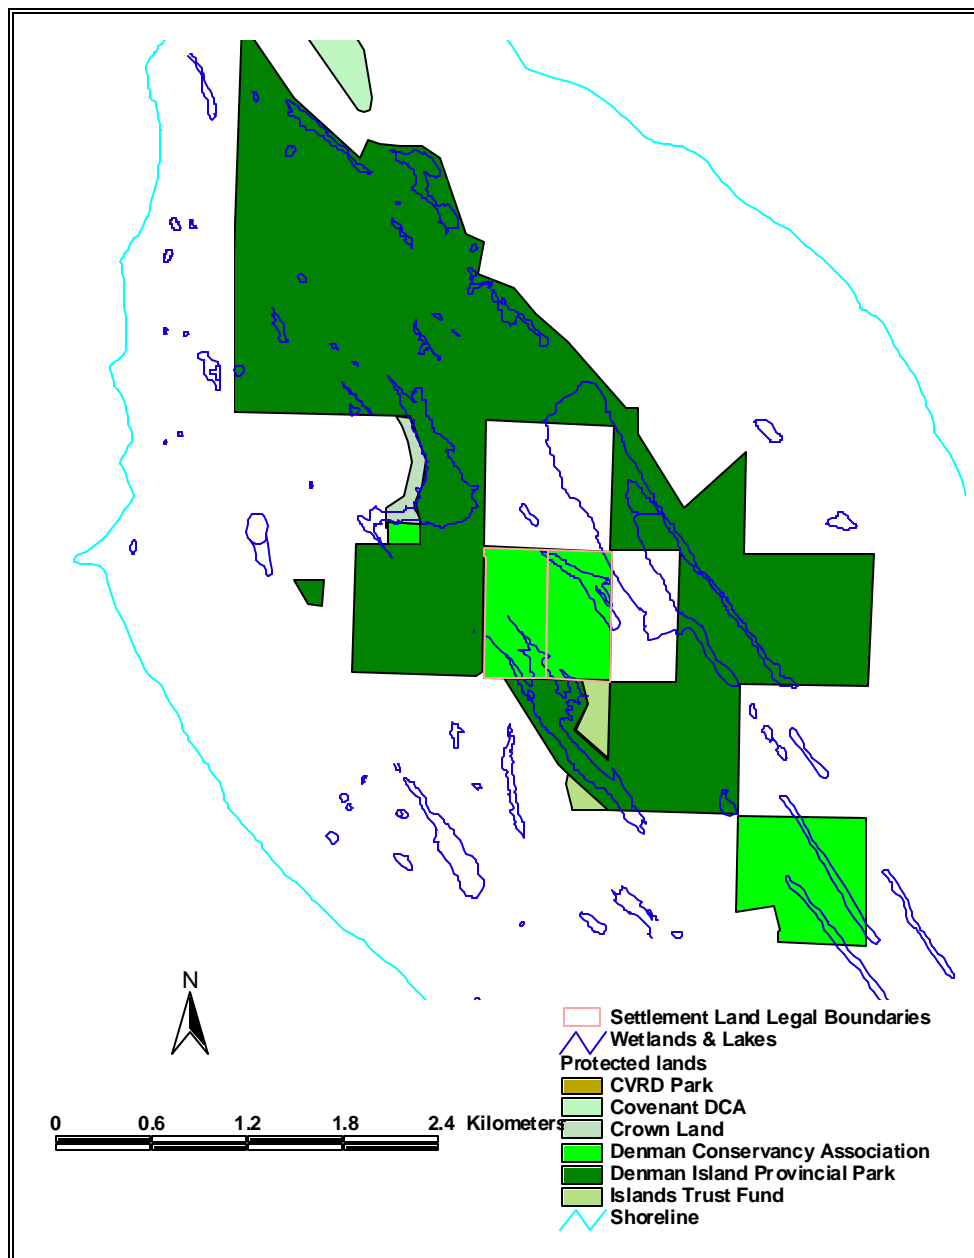 N
Settlement Land Legal Boundaries
Wetlands & Lakes
Protected lands
CVRD Park
Covenant DCA
Crown Land
Denman Conservancy Association
Denman Island Provincial Park
Islands Trust Fund
Shoreline
0 0.6 1.2 1.8 2.4 Kilometers